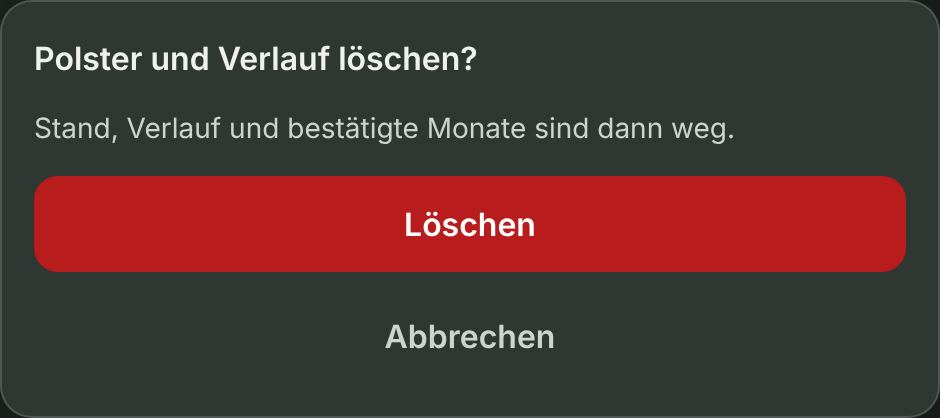 Polster und Verlauf löschen?
Stand, Verlauf und bestätigte Monate sind dann weg.
Löschen
Abbrechen